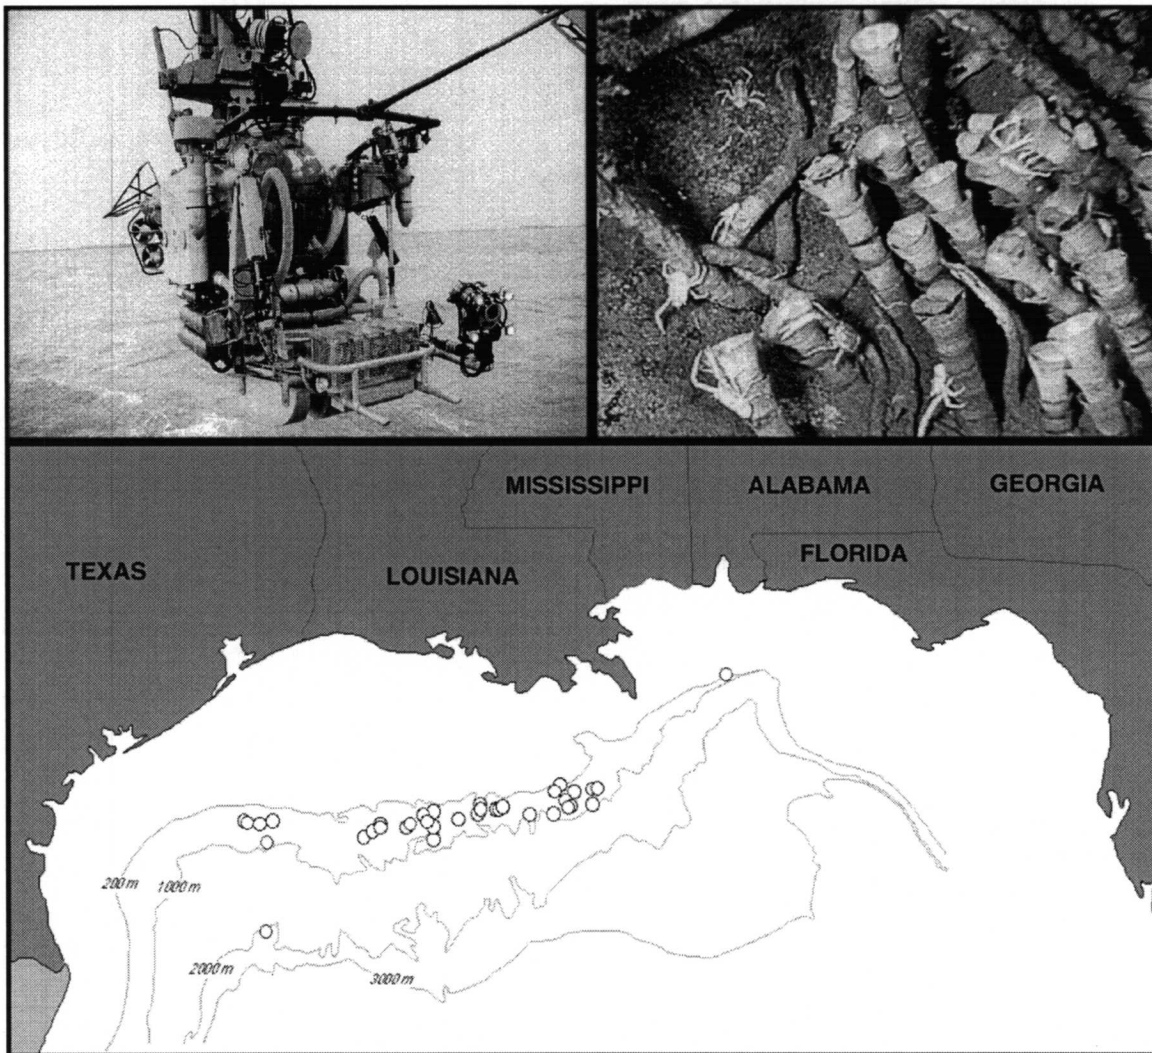 MISSISSIPPI
ALABAMA
GEORGIA
TEXAS
LOUISIANA
FLORIDA
200 m
1000 m
2000 m
3000 m